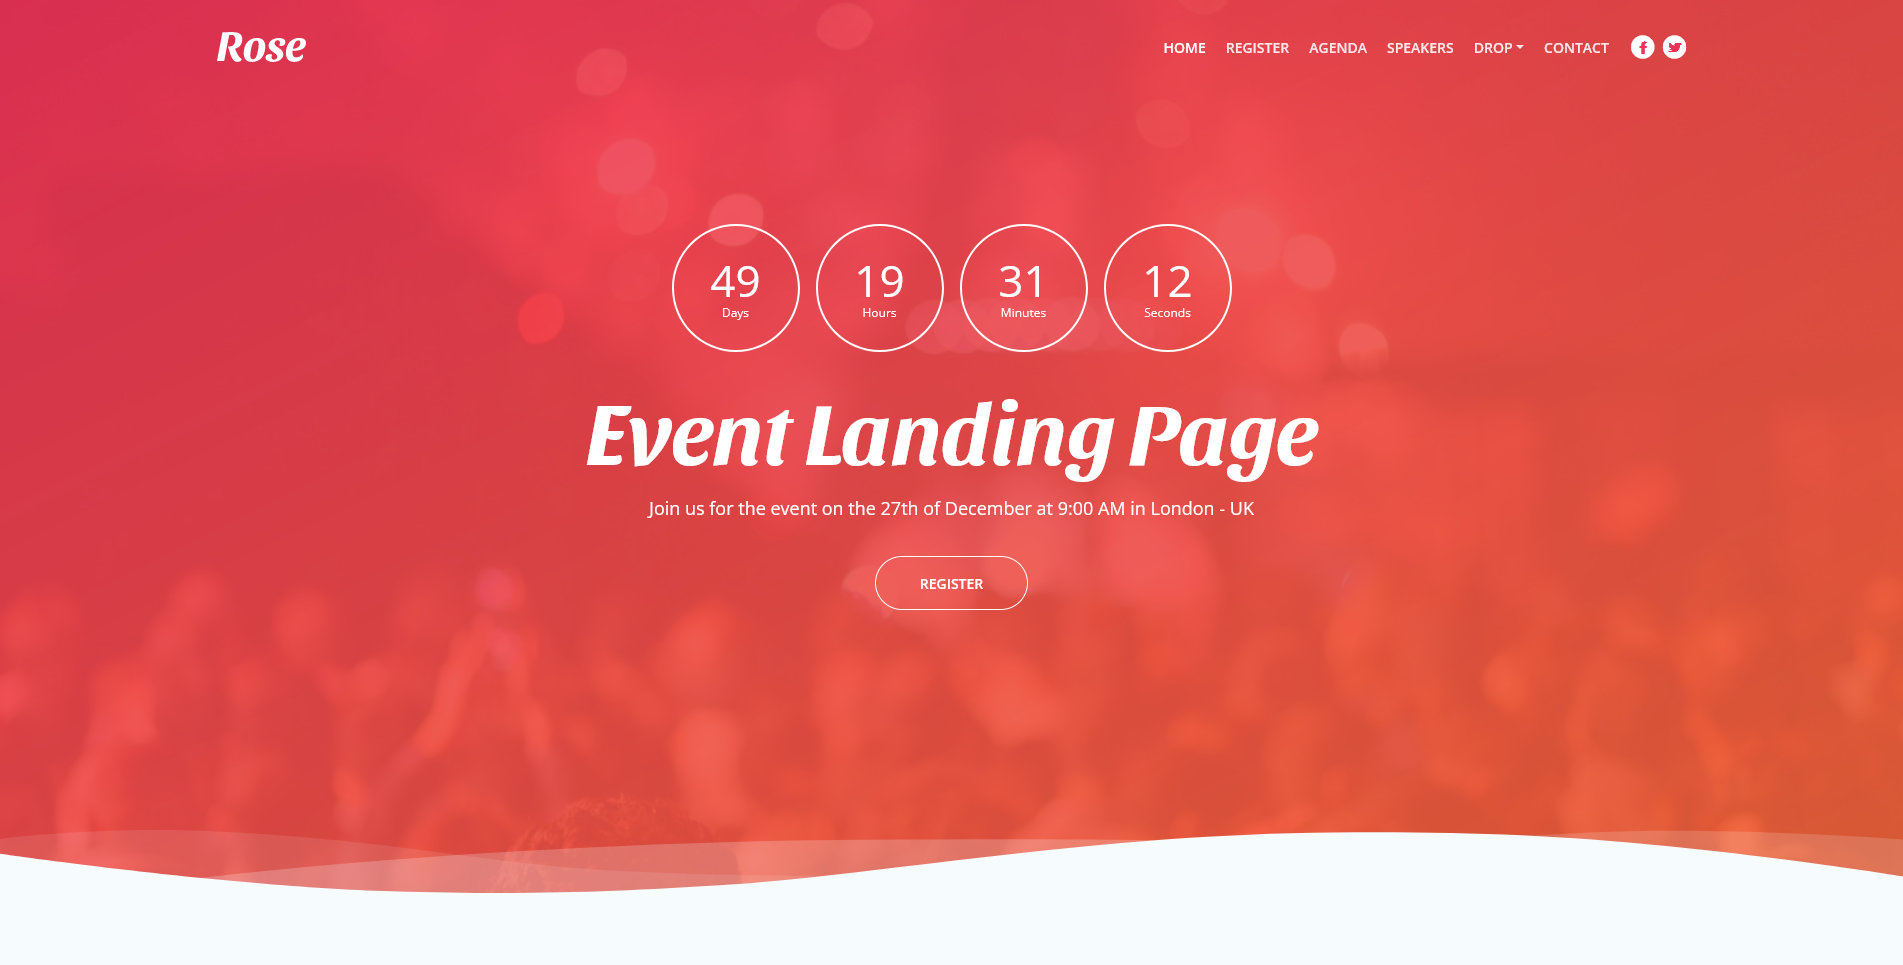 Rose
HOME REGISTER AGENDA SPEAKERS DROP CONTACT
49 19 31 12
Days Hours Minutes Seconds
Event Landing Page
Join us for the event on the 27th of December at 9:00 AM in London - UK
REGISTER